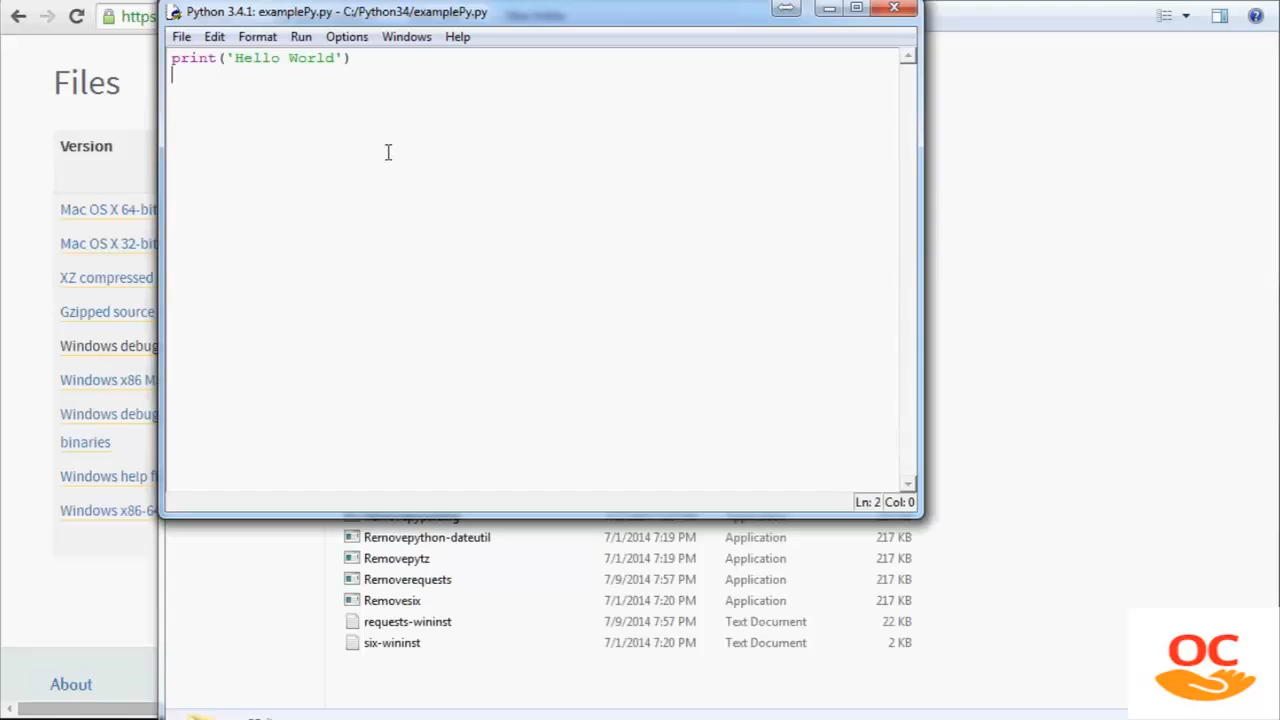 https
Python 3.4.1: examplePy.py - C:/Python34/examplePy.py
File Edit Format Run Options Windows Help
print('Hello World')
Ln: 2 Col: 0
Files
Version
Mac OS X 64-bit
Mac OS X 32-bit
XZ compressed
Gzipped source
Windows debug
Windows x86 M
Windows debug
binaries
Windows help fi
Windows x86-6
About
Removepython-dateutil 7/1/2014 7:19 PM Application 217 KB
Removepytz 7/1/2014 7:19 PM Application 217 KB
Removerequests 7/9/2014 7:57 PM Application 217 KB
Removesix 7/1/2014 7:20 PM Application 217 KB
requests-wininst 7/9/2014 7:57 PM Text Document 22 KB
six-wininst 7/1/2014 7:20 PM Text Document 2 KB
OC